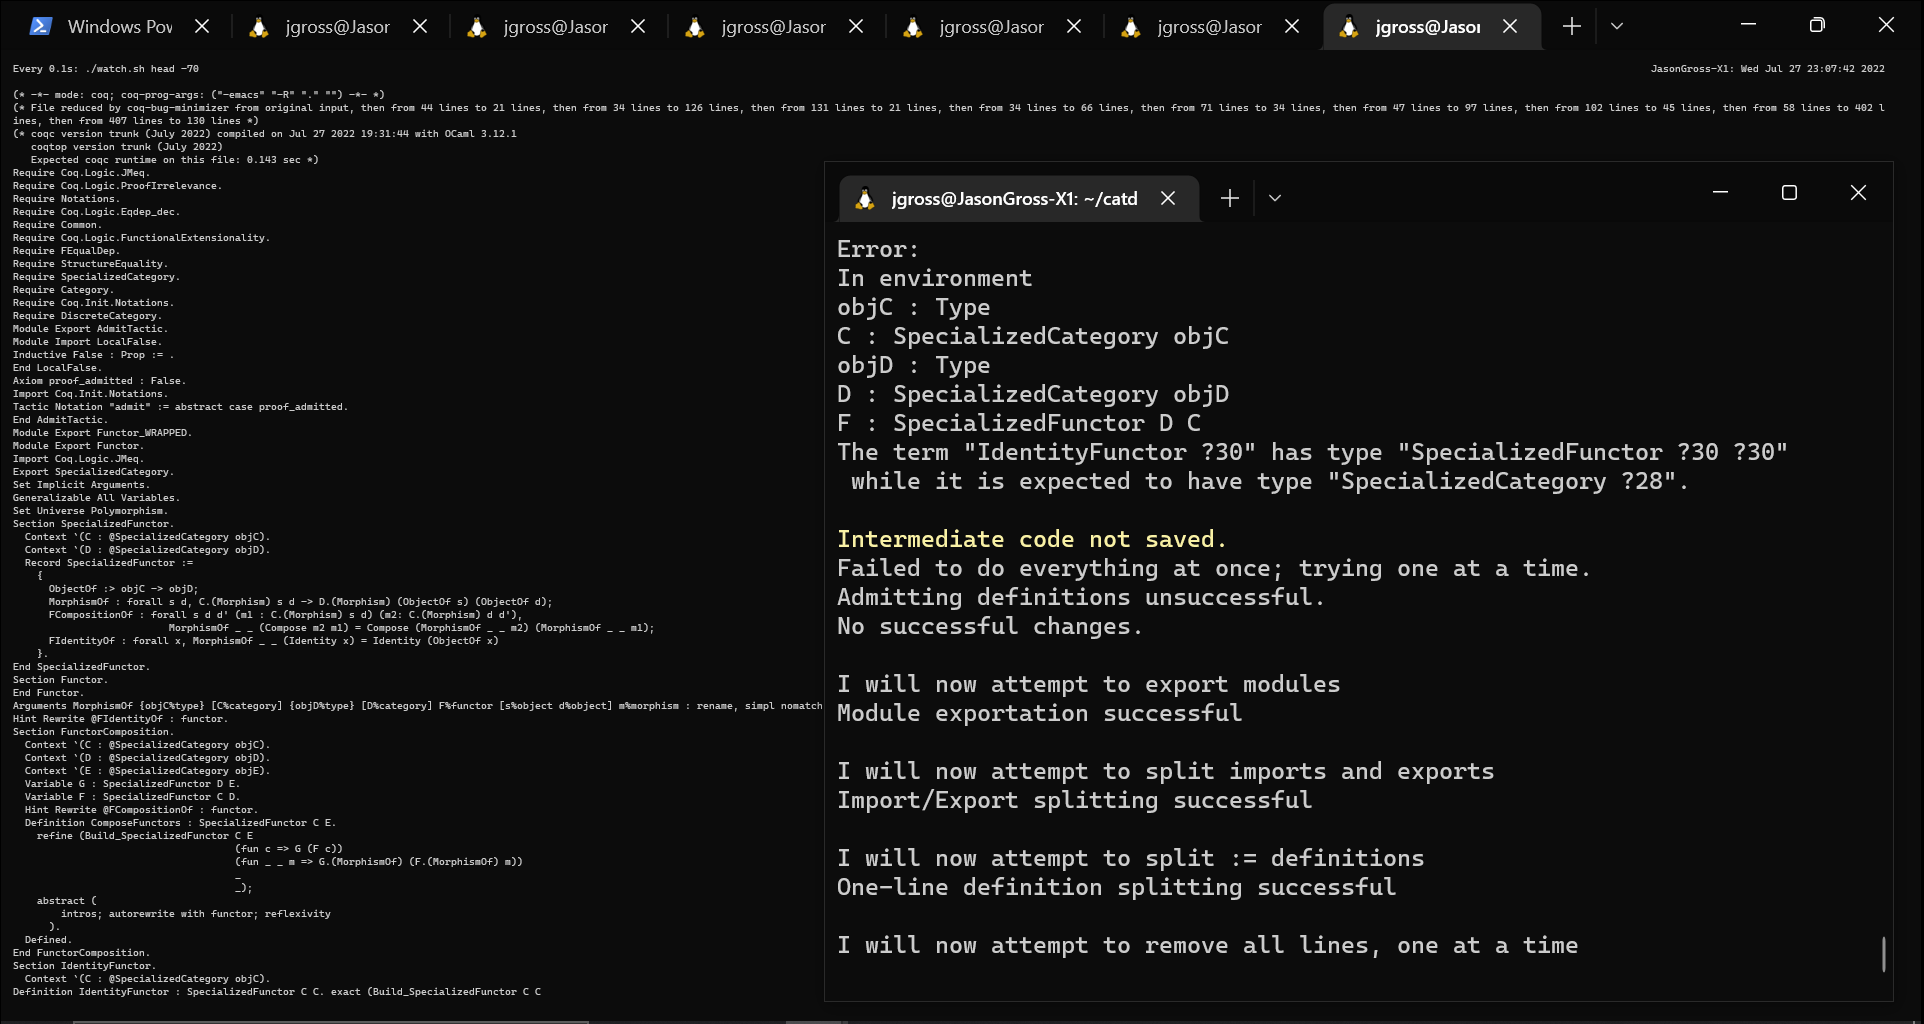 Windows Pov
jgross@Jasor
jgross@Jasor
jgross@Jasor
jgross@Jasor
jgross@Jasor
jgross@Jasor
Every 0.1s: ./watch.sh head -70
JasonGross-X1: Wed Jul 27 23:07:42 2022
(* -*- mode: coq; coq-prog-args: ("-emacs" "-R" "." "") -*- *)
(* File reduced by coq-bug-minimizer from original input, then from 44 lines to 21 lines, then from 34 lines to 126 lines, then from 131 lines to 21 lines, then from 34 lines to 66 lines, then from 71 lines to 34 lines, then from 47 lines to 97 lines, then from 102 lines to 45 lines, then from 58 lines to 402 l
ines, then from 407 lines to 130 lines *)
(* coqc version trunk (July 2022) compiled on Jul 27 2022 19:31:44 with OCaml 3.12.1
   coqtop version trunk (July 2022)
   Expected coqc runtime on this file: 0.143 sec *)
Require Coq.Logic.JMeq.
Require Coq.Logic.ProofIrrelevance.
Require Notations.
Require Coq.Logic.Eqdep_dec.
Require Common.
Require Coq.Logic.FunctionalExtensionality.
Require FEqualDep.
Require StructureEquality.
Require SpecializedCategory.
Require Category.
Require Coq.Init.Notations.
Require DiscreteCategory.
Module Export AdmitTactic.
Module Import LocalFalse.
Inductive False : Prop := .
End LocalFalse.
Axiom proof_admitted : False.
Import Coq.Init.Notations.
Tactic Notation "admit" := abstract case proof_admitted.
End AdmitTactic.
Module Export Functor_WRAPPED.
Module Export Functor.
Import Coq.Logic.JMeq.
Export SpecializedCategory.
Set Implicit Arguments.
Generalizable All Variables.
Set Universe Polymorphism.
Section SpecializedFunctor.
  Context `(C : @SpecializedCategory objC).
  Context `(D : @SpecializedCategory objD).
  Record SpecializedFunctor :=
    {
      ObjectOf :> objC -> objD;
      MorphismOf : forall s d, C.(Morphism) s d -> D.(Morphism) (ObjectOf s) (ObjectOf d);
      FCompositionOf : forall s d d' (m1 : C.(Morphism) s d) (m2: C.(Morphism) d d'),
                          MorphismOf _ _ (Compose m2 m1) = Compose (MorphismOf _ _ m2) (MorphismOf _ _ m1);
      FIdentityOf : forall x, MorphismOf _ _ (Identity x) = Identity (ObjectOf x)
    }.
End SpecializedFunctor.
Section Functor.
End Functor.
Arguments MorphismOf {objC%type} [C%category] {objD%type} [D%category] F%functor [s%object d%object] m%morphism : rename, simpl nomatch
Hint Rewrite @FIdentityOf : functor.
Section FunctorComposition.
  Context `(C : @SpecializedCategory objC).
  Context `(D : @SpecializedCategory objD).
  Context `(E : @SpecializedCategory objE).
  Variable G : SpecializedFunctor D E.
  Variable F : SpecializedFunctor C D.
  Hint Rewrite @FCompositionOf : functor.
  Definition ComposeFunctors : SpecializedFunctor C E.
    refine (Build_SpecializedFunctor C E
                                     (fun c => G (F c))
                                     (fun _ _ m => G.(MorphismOf) (F.(MorphismOf) m))
                                     _
                                     _);
    abstract (
        intros; autorewrite with functor; reflexivity
      ).
  Defined.
End FunctorComposition.
Section IdentityFunctor.
  Context `(C : @SpecializedCategory objC).
Definition IdentityFunctor : SpecializedFunctor C C. exact (Build_SpecializedFunctor C C
jgross@JasonGross-X1: ~/catd
Error:
In environment
objC : Type
C : SpecializedCategory objC
objD : Type
D : SpecializedCategory objD
F : SpecializedFunctor D C
The term "IdentityFunctor ?30" has type "SpecializedFunctor ?30 ?30"
 while it is expected to have type "SpecializedCategory ?28".
Intermediate code not saved.
Failed to do everything at once; trying one at a time.
Admitting definitions unsuccessful.
No successful changes.
I will now attempt to export modules
Module exportation successful
I will now attempt to split imports and exports
Import/Export splitting successful
I will now attempt to split := definitions
One-line definition splitting successful
I will now attempt to remove all lines, one at a time